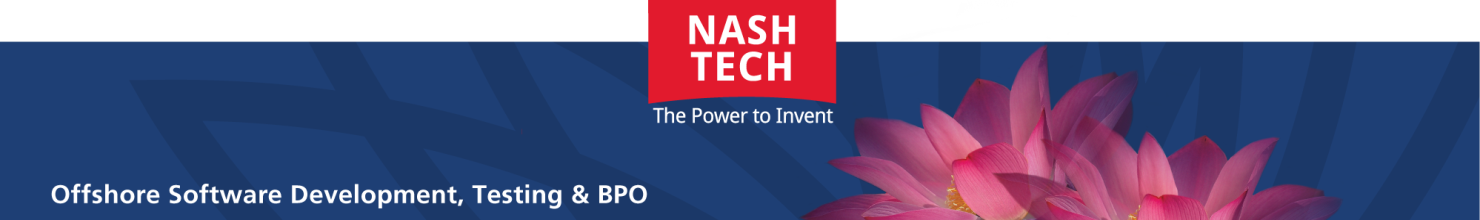 NASH
TECH
The Power to Invent
Offshore Software Development, Testing & BPO